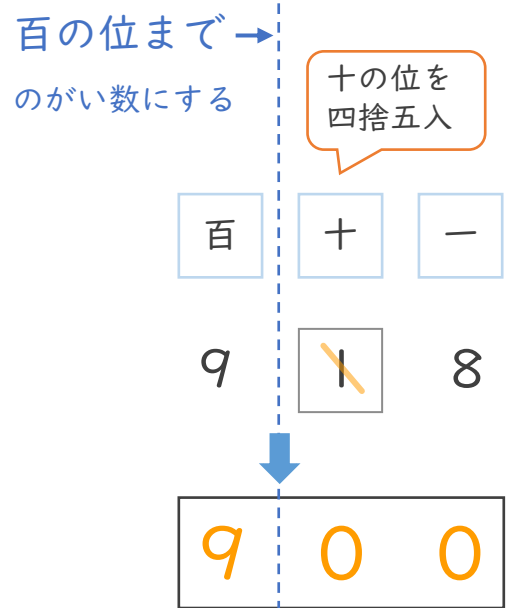 百の位まで
のがい数にする
十の位を
四捨五入
百 十 一
9 1 8
9 0 0